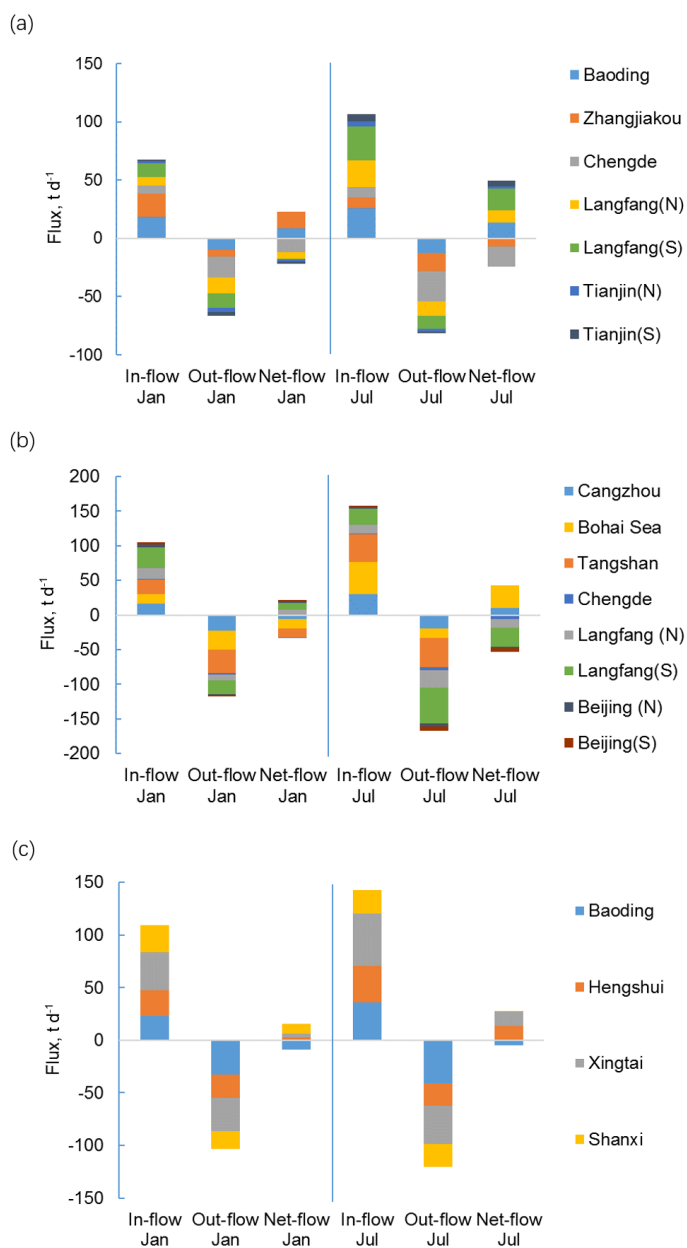 (a)
150
100
50
0
-50
-100
Flux, t d-1
In-flow Jan
Out-flow Jan
Net-flow Jan
In-flow Jul
Out-flow Jul
Net-flow Jul
Baoding
Zhangjiakou
Chengde
Langfang(N)
Langfang(S)
Tianjin(N)
Tianjin(S)
(b)
200
150
100
50
0
-50
-100
-150
-200
Flux, t d-1
In-flow Jan
Out-flow Jan
Net-flow Jan
In-flow Jul
Out-flow Jul
Net-flow Jul
Cangzhou
Bohai Sea
Tangshan
Chengde
Langfang (N)
Langfang(S)
Beijing (N)
Beijing(S)
(c)
150
100
50
0
-50
-100
-150
Flux, t d-1
In-flow Jan
Out-flow Jan
Net-flow Jan
In-flow Jul
Out-flow Jul
Net-flow Jul
Baoding
Hengshui
Xingtai
Shanxi